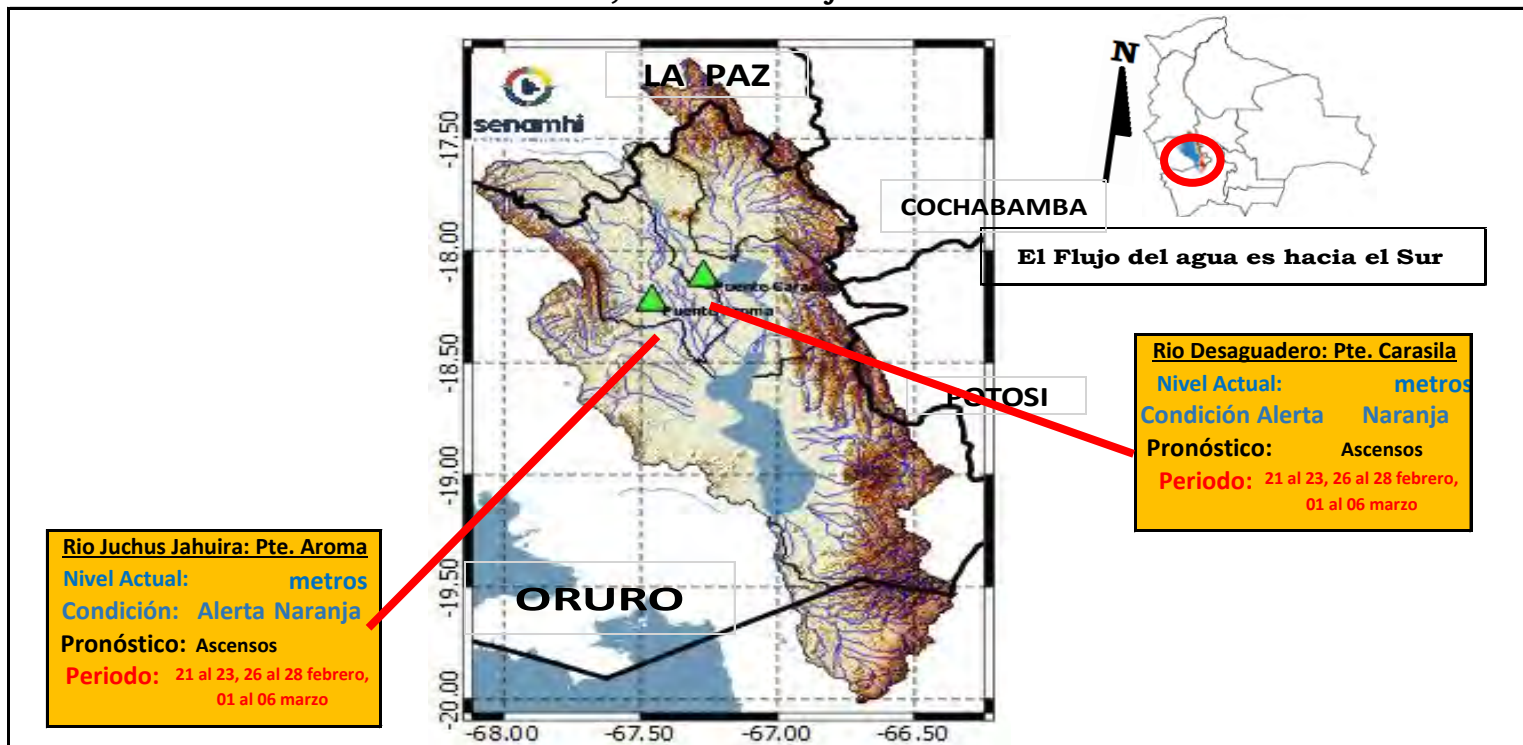 LA PAZ
senamhi
N
COCHABAMBA
El Flujo del agua es hacia el Sur
POTOSI
ORURO
Rio Desaguadero: Pte. Carasila
Nivel Actual: metros
Condición Alerta Naranja
Pronóstico: Ascensos
Periodo: 21 al 23, 26 al 28 febrero,
01 al 06 marzo
Rio Juchus Jahuira: Pte. Aroma
Nivel Actual: metros
Condición: Alerta Naranja
Pronóstico: Ascensos
Periodo: 21 al 23, 26 al 28 febrero,
01 al 06 marzo
Puente Carasila
Puente Aroma
-17.50
-18.00
-18.50
-19.00
-19.50
-20.00
-68.00 -67.50 -67.00 -66.50